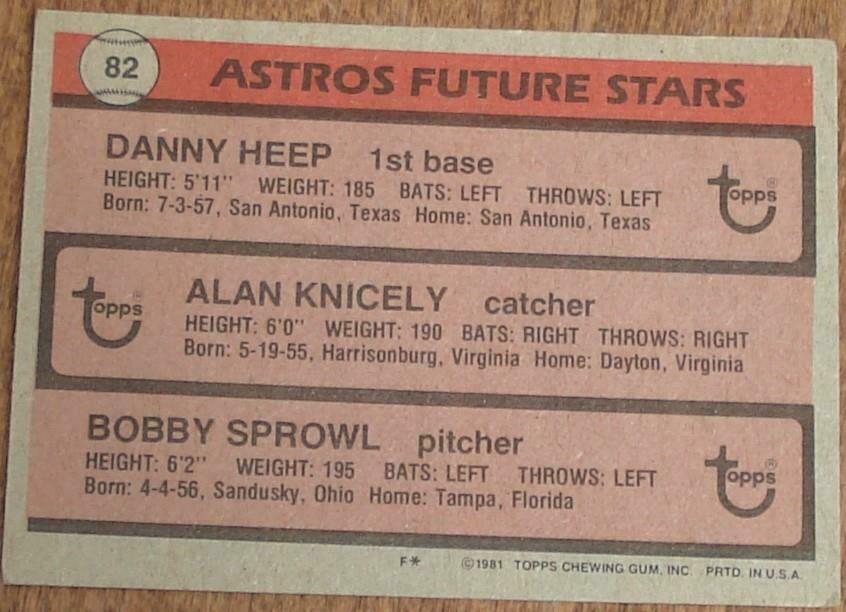 82 ASTROS FUTURE STARS
DANNY HEEP 1st base
HEIGHT: 5'11" WEIGHT: 185 BATS: LEFT THROWS: LEFT
Born: 7-3-57, San Antonio, Texas Home: San Antonio, Texas
Topps®
Topps®
ALAN KNICELY catcher
HEIGHT: 6'0" WEIGHT: 190 BATS: RIGHT THROWS: RIGHT
Born: 5-19-55, Harrisonburg, Virginia Home: Dayton, Virginia
BOBBY SPROWL pitcher
HEIGHT: 6'2" WEIGHT: 195 BATS: LEFT THROWS: LEFT
Born: 4-4-56, Sandusky, Ohio Home: Tampa, Florida
Topps®
F* ©1981 TOPPS CHEWING GUM, INC. PRTD. IN U.S.A.